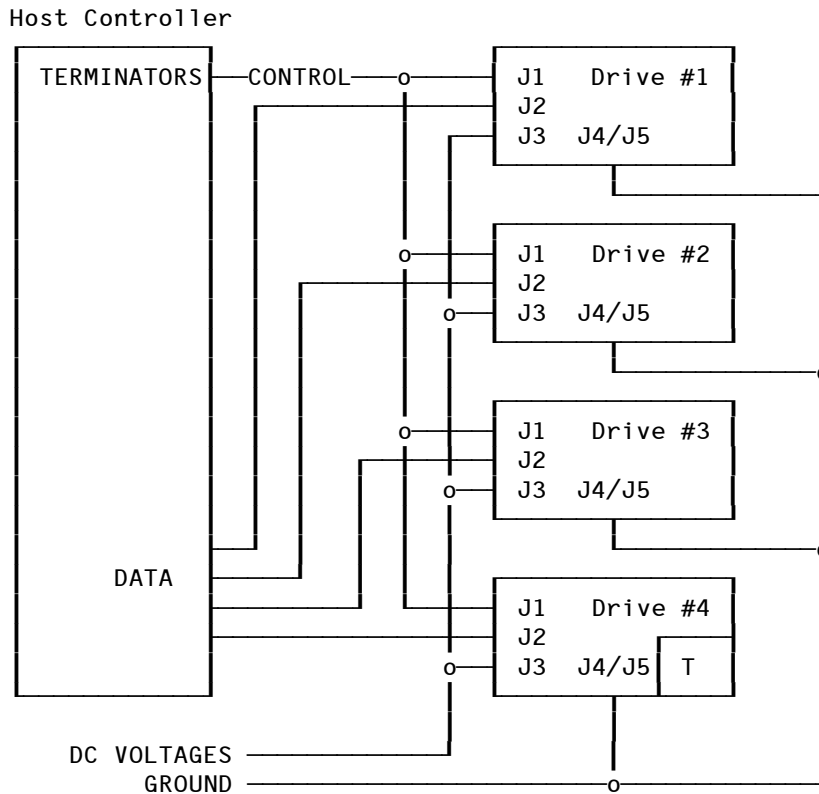 Host Controller
TERMINATORS CONTROL J1 Drive #1
J2
J3 J4/J5
J1 Drive #2
J2
J3 J4/J5
J1 Drive #3
J2
J3 J4/J5
DATA
J1 Drive #4
J2
J3 J4/J5 T
DC VOLTAGES
GROUND